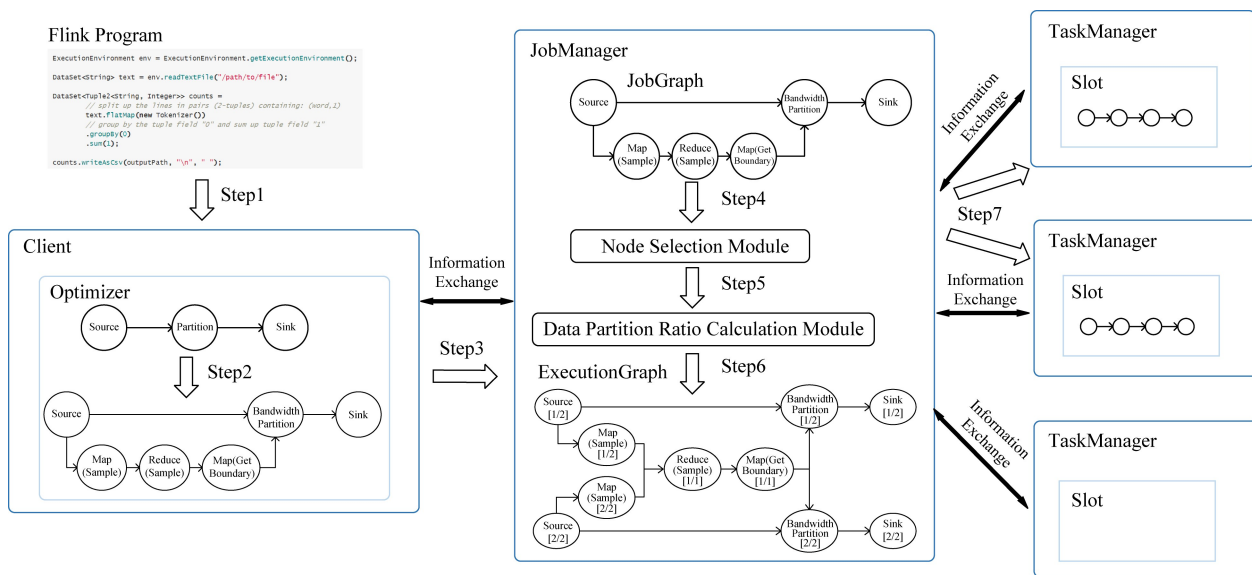 Flink Program
ExecutionEnvironment env = ExecutionEnvironment.getExecutionEnvironment();
DataSet<String> text = env.readTextFile("/path/to/file");
DataSet<Tuple2<String, Integer>> counts =
// split up the lines in pairs (2-tuples) containing: (word,1)
text.flatMap(new Tokenizer())
// group by the tuple field "0" and sum up tuple field "1"
.groupBy(0)
.sum(1);
counts.writeAsCsv(outputPath, "\n", " ");
Step1
Client
Optimizer
Source
Partition
Sink
Step2
Source
Bandwidth
Partition
Sink
Map
(Sample)
Reduce
(Sample)
Map(Get
Boundary)
Information
Exchange
Step3
JobManager
JobGraph
Source
Bandwidth
Partition
Sink
Map
(Sample)
Reduce
(Sample)
Map(Get
Boundary)
Step4
Node Selection Module
Step5
Data Partition Ratio Calculation Module
Step6
ExecutionGraph
Source
[1/2]
Bandwidth
Partition
[1/2]
Sink
[1/2]
Map
(Sample)
[1/2]
Reduce
(Sample)
[1/1]
Map(Get
Boundary)
[1/1]
Map
(Sample)
[2/2]
Source
[2/2]
Bandwidth
Partition
[2/2]
Sink
[2/2]
Information
Exchange
Step7
Information
Exchange
Information
Exchange
TaskManager
Slot
TaskManager
Slot
TaskManager
Slot